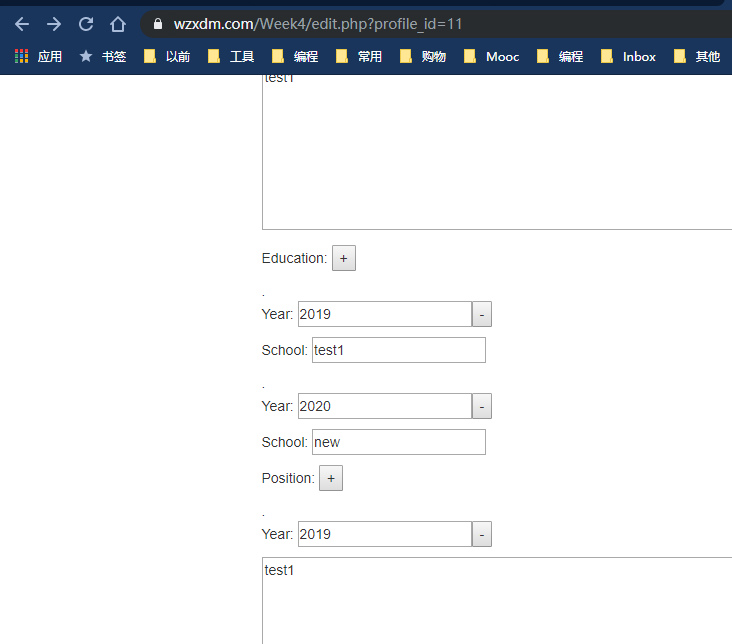 wzxdm.com/Week4/edit.php?profile_id=11
应用 书签 以前 工具 编程 常用 购物 Mooc 编程 Inbox 其他
test1
Education: +
.
Year: 2019 -
School: test1
.
Year: 2020 -
School: new
Position: +
.
Year: 2019 -
test1